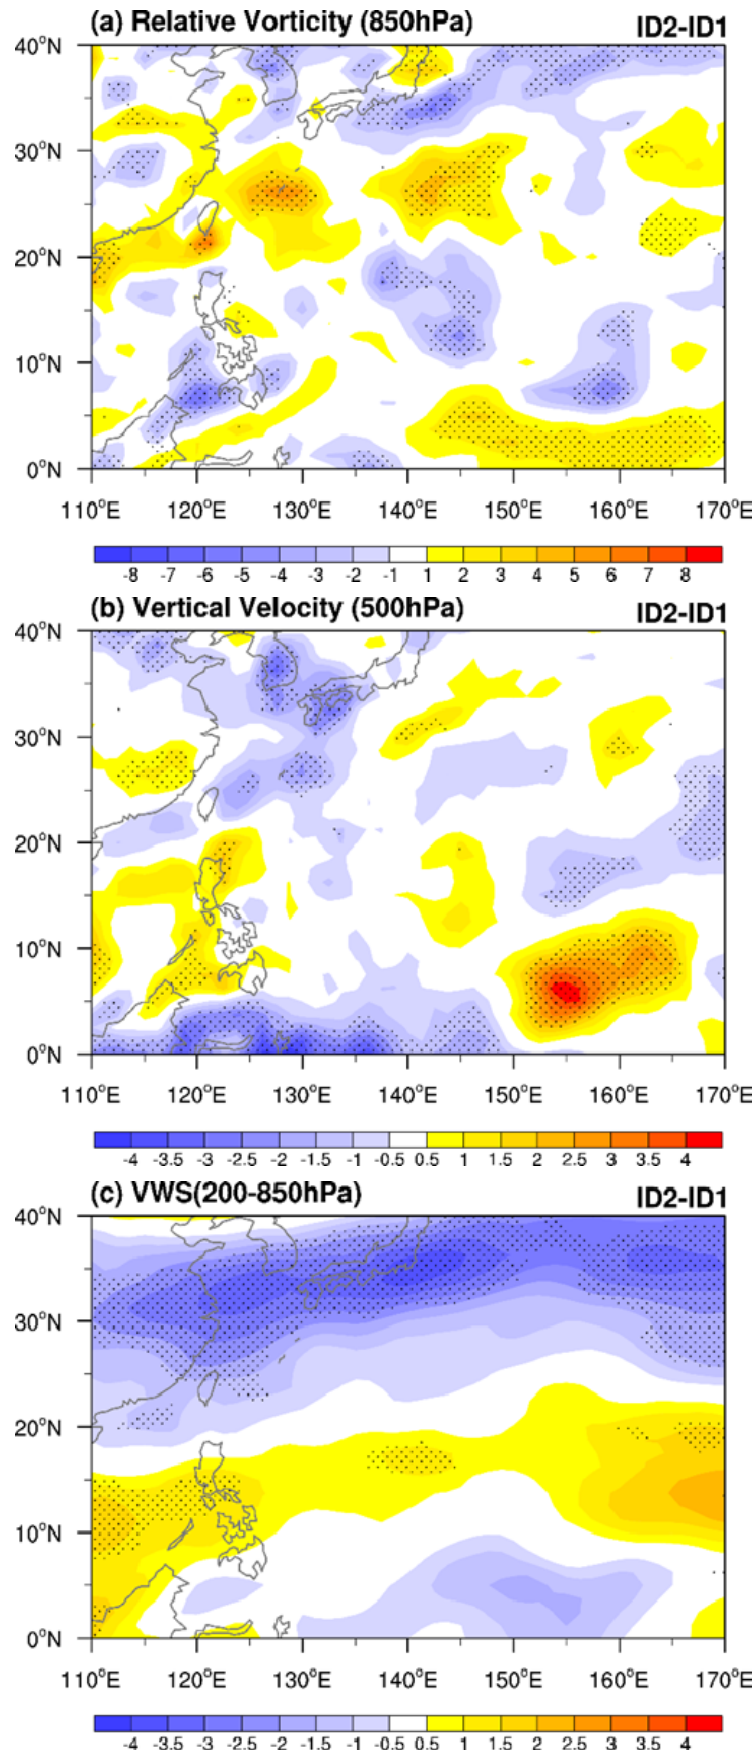 (a) Relative Vorticity (850hPa) ID2-ID1
40°N
30°N
20°N
10°N
0°N
110°E 120°E 130°E 140°E 150°E 160°E 170°E
-8 -7 -6 -5 -4 -3 -2 -1 1 2 3 4 5 6 7 8
(b) Vertical Velocity (500hPa) ID2-ID1
40°N
30°N
20°N
10°N
0°N
110°E 120°E 130°E 140°E 150°E 160°E 170°E
-4 -3.5 -3 -2.5 -2 -1.5 -1 -0.5 0.5 1 1.5 2 2.5 3 3.5 4
(c) VWS(200-850hPa) ID2-ID1
40°N
30°N
20°N
10°N
0°N
110°E 120°E 130°E 140°E 150°E 160°E 170°E
-4 -3.5 -3 -2.5 -2 -1.5 -1 -0.5 0.5 1 1.5 2 2.5 3 3.5 4